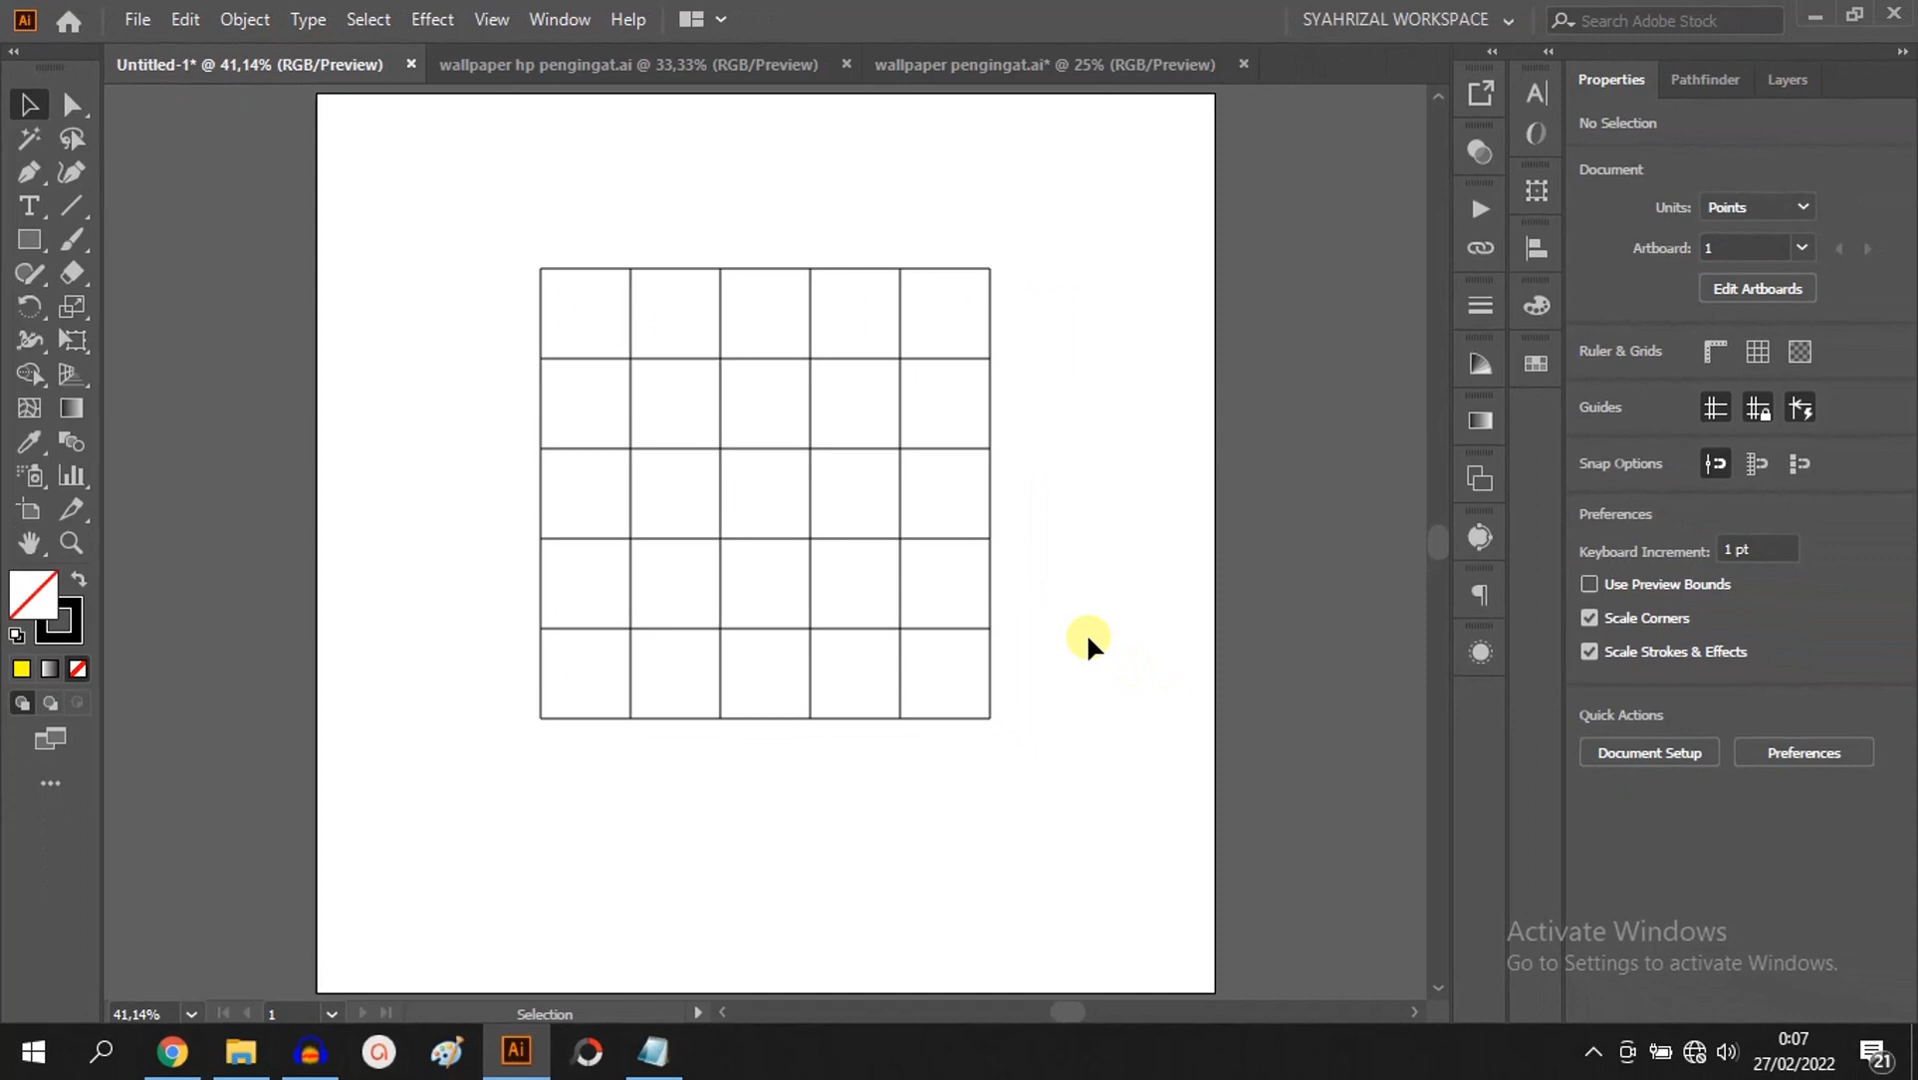 Ai File Edit Object Type Select Effect View Window Help SYAHRIZAL WORKSPACE Search Adobe Stock
Untitled-1* @ 41,14% (RGB/Preview) wallpaper hp pengingat.ai @ 33,33% (RGB/Preview) wallpaper pengingat.ai* @ 25% (RGB/Preview)
Properties Pathfinder Layers
No Selection
Document
Units: Points
Artboard: 1
Edit Artboards
Ruler & Grids
Guides
Snap Options
Preferences
Keyboard Increment: 1 pt
Use Preview Bounds
Scale Corners
Scale Strokes & Effects
Quick Actions
Document Setup Preferences
Activate Windows
Go to Settings to activate Windows.
41,14% 1 Selection
Ai
0:07
27/02/2022
21